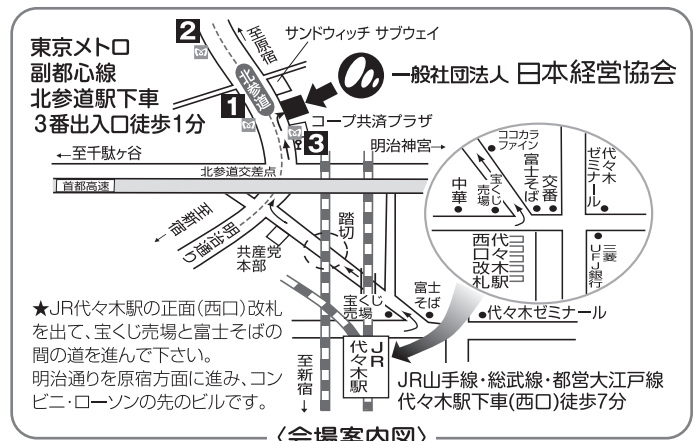 東京メトロ
副都心線
北参道駅下車
3番出入口徒歩1分
2
至原宿
サンドウィッチ サブウェイ
北参道
一般社団法人 日本経営協会
1
コープ共済プラザ
3
←至千駄ヶ谷
明治神宮→
北参道交差点
首都高速
至新宿
明治通り
共産党
本部
踏切
宝くじ
売場
富士
そば
代々木ゼミナール
JR
代々木駅
至新宿↓
ココカラ
ファイン
中華
宝くじ
売場
富士そば
交番
代々木
ゼミナール
代々木駅
西口改札
三菱
UFJ銀行
★JR代々木駅の正面(西口)改札
を出て、宝くじ売場と富士そばの
間の道を進んで下さい。
明治通りを原宿方面に進み、コン
ビニ・ローソンの先のビルです。
JR山手線・総武線・都営大江戸線
代々木駅下車(西口)徒歩7分
〈会場案内図〉